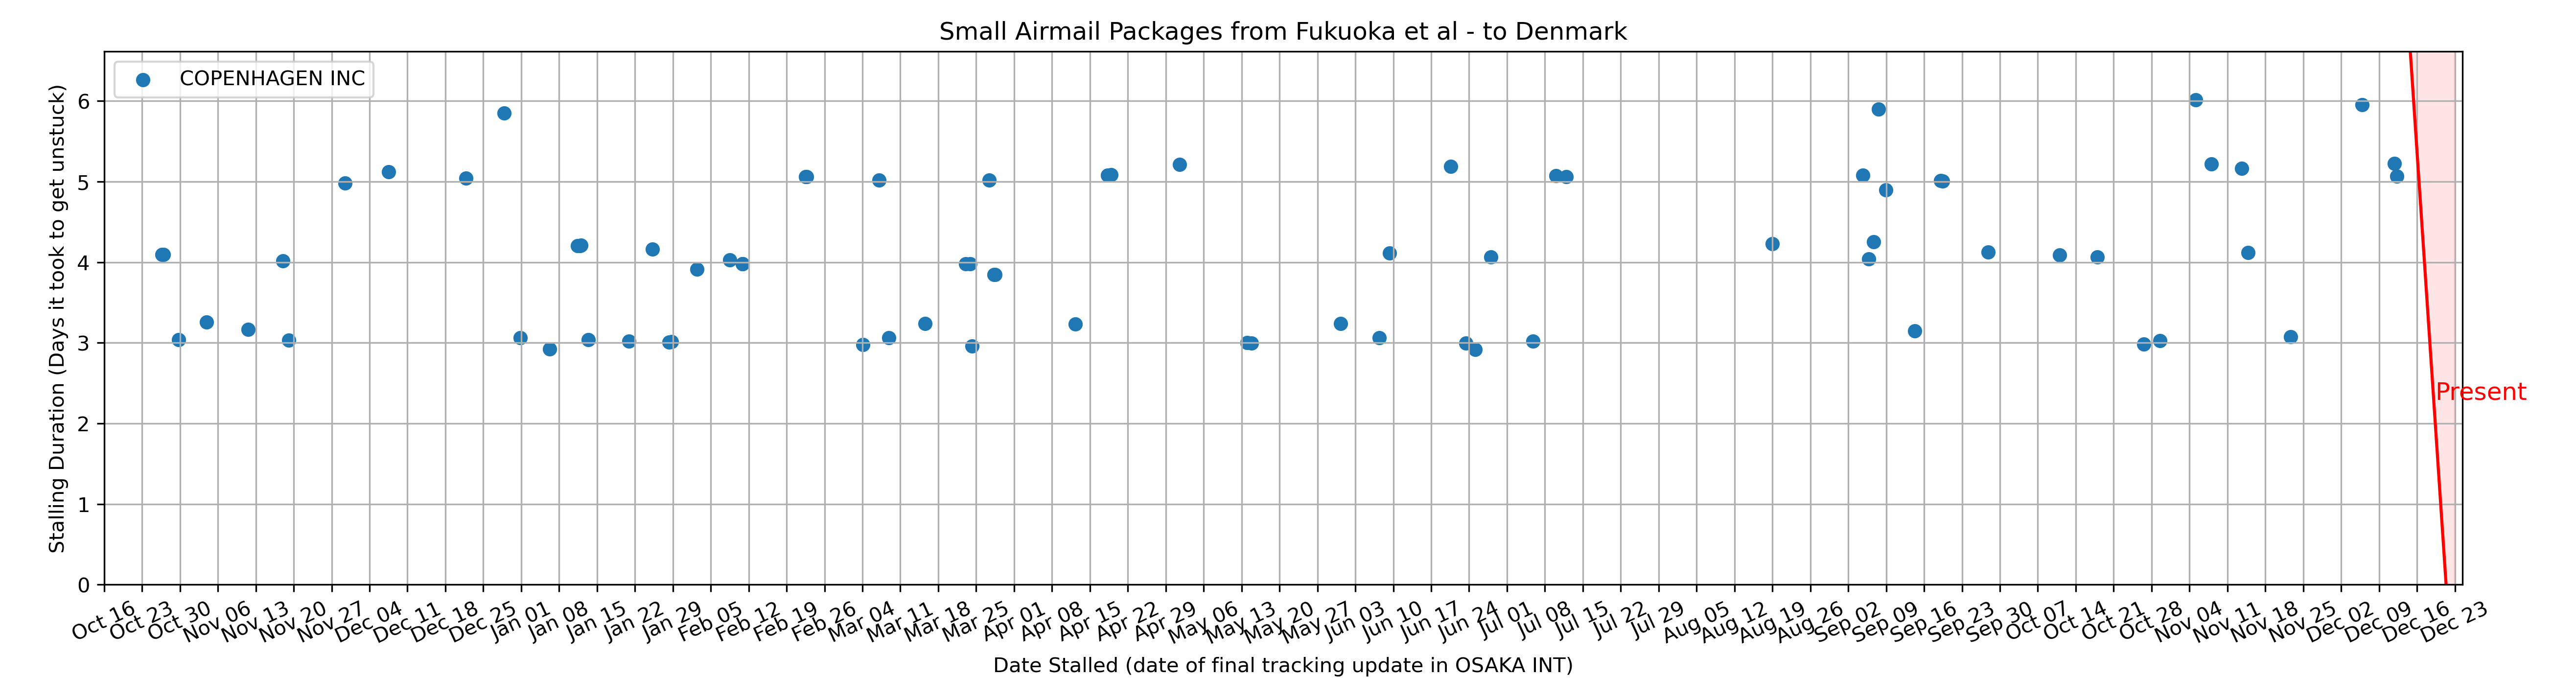 Small Airmail Packages from Fukuoka et al - to Denmark
COPENHAGEN INC
Stalling Duration (Days it took to get unstuck)
6
5
4
3
2
1
0
Present
Oct 16
Oct 23
Oct 30
Nov 06
Nov 13
Nov 20
Nov 27
Dec 04
Dec 11
Dec 18
Dec 25
Jan 01
Jan 08
Jan 15
Jan 22
Jan 29
Feb 05
Feb 12
Feb 19
Feb 26
Mar 04
Mar 11
Mar 18
Mar 25
Apr 01
Apr 08
Apr 15
Apr 22
Apr 29
May 06
May 13
May 20
May 27
Jun 03
Jun 10
Jun 17
Jun 24
Jul 01
Jul 08
Jul 15
Jul 22
Jul 29
Aug 05
Aug 12
Aug 19
Aug 26
Sep 02
Sep 09
Sep 16
Sep 23
Sep 30
Oct 07
Oct 14
Oct 21
Oct 28
Nov 04
Nov 11
Nov 18
Nov 25
Dec 02
Dec 09
Dec 16
Dec 23
Date Stalled (date of final tracking update in OSAKA INT)